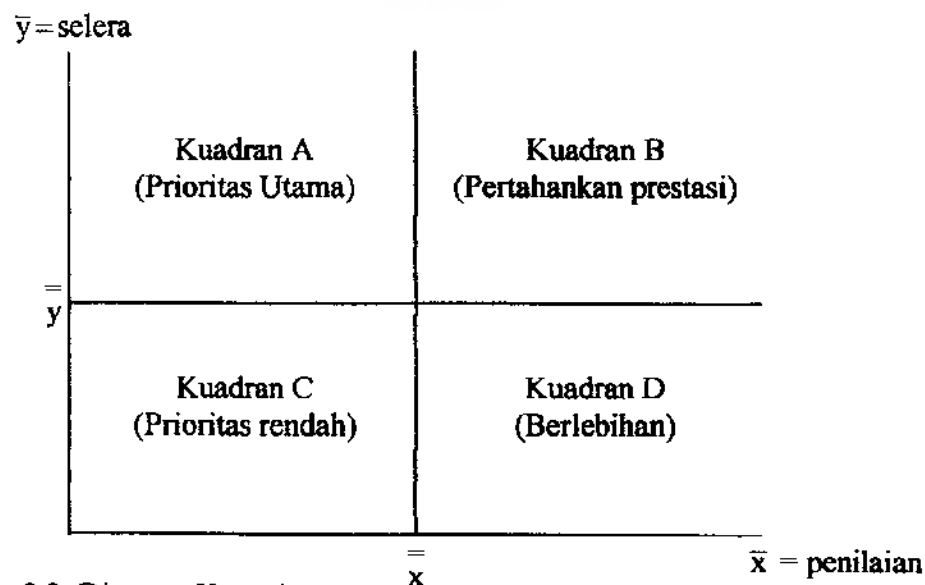 y̅=selera
Kuadran A
(Prioritas Utama)
Kuadran B
(Pertahankan prestasi)
y̿
Kuadran C
(Prioritas rendah)
Kuadran D
(Berlebihan)
x̿
x̅ = penilaian